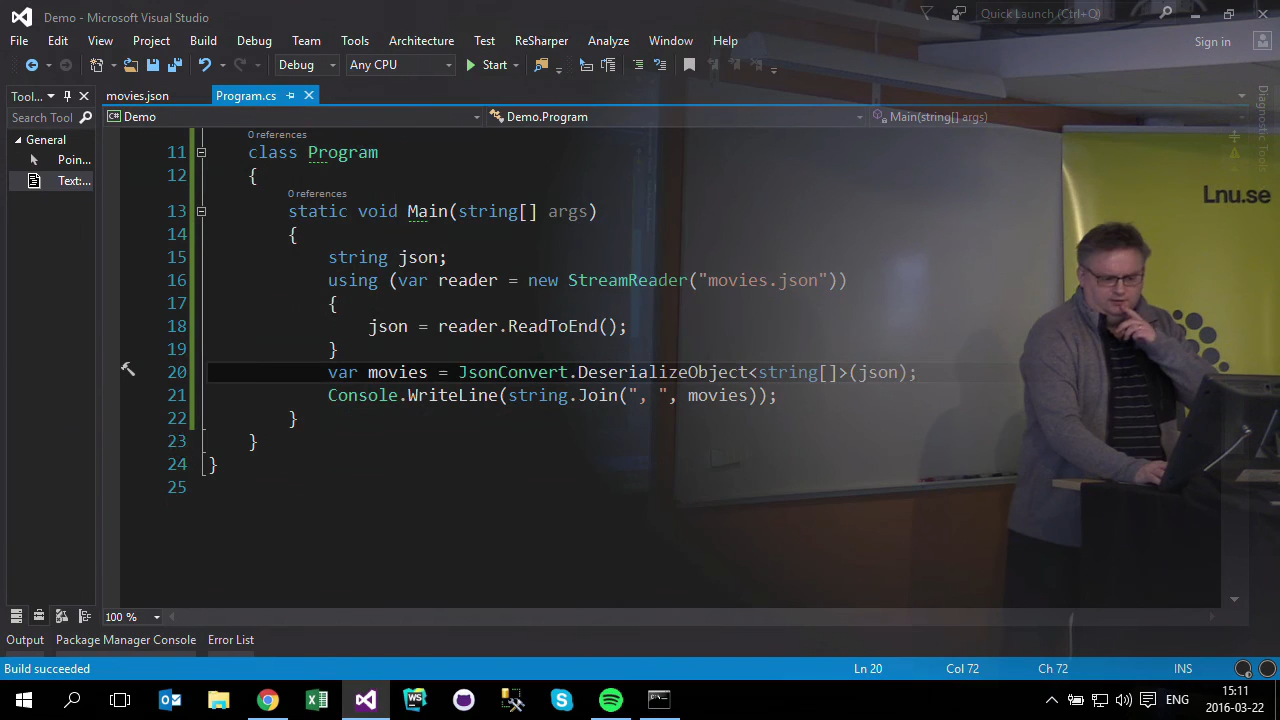 Demo - Microsoft Visual Studio
Quick Launch (Ctrl+Q)
File Edit View Project Build Debug Team Tools Architecture Test ReSharper Analyze Window Help
Sign in
Debug Any CPU Start
Tool...
movies.json Program.cs
Search Tool
Demo Demo.Program Main(string[] args)
Diagnostic Tools
General
Poin...
Text:...
0 references
11 class Program
12 {
0 references
13 static void Main(string[] args)
14 {
15 string json;
16 using (var reader = new StreamReader("movies.json"))
17 {
18 json = reader.ReadToEnd();
19 }
20 var movies = JsonConvert.DeserializeObject<string[]>(json);
21 Console.WriteLine(string.Join(", ", movies));
22 }
23 }
24 }
25
Lnu.se
100 %
Output Package Manager Console Error List
Build succeeded Ln 20 Col 72 Ch 72 INS
ENG
15:11
2016-03-22